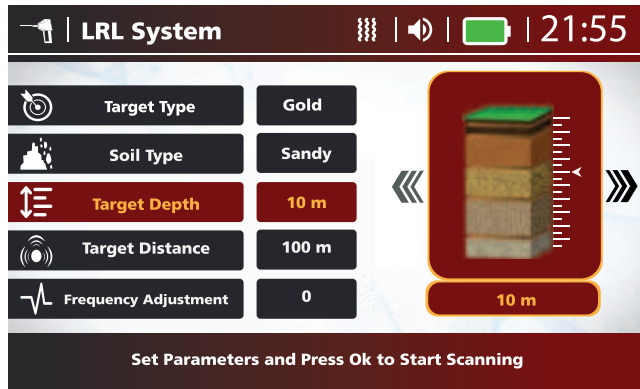 LRL System 21:55
Target Type Gold
Soil Type Sandy
Target Depth 10 m
Target Distance 100 m
Frequency Adjustment 0
10 m
Set Parameters and Press Ok to Start Scanning